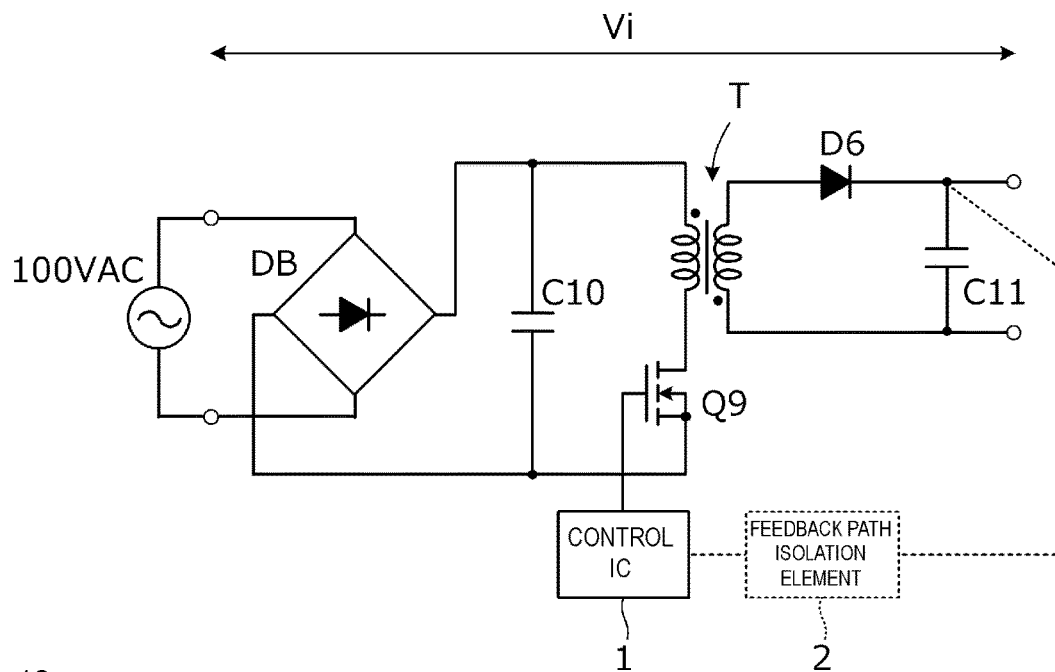 Vi
T
D6
100VAC
DB
C10
C11
Q9
CONTROL
IC
FEEDBACK PATH
ISOLATION
ELEMENT
1
2